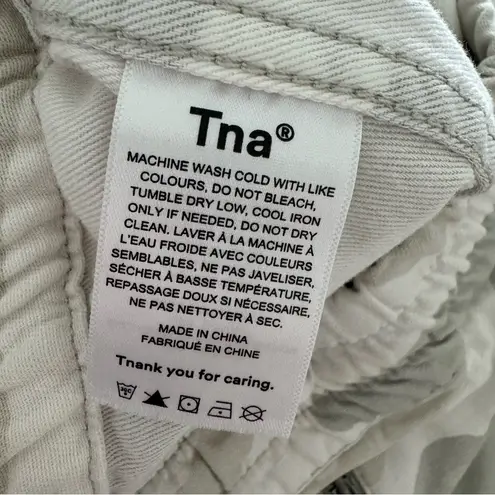 Tna®
MACHINE WASH COLD WITH LIKE
COLOURS, DO NOT BLEACH,
TUMBLE DRY LOW, COOL IRON
ONLY IF NEEDED, DO NOT DRY
CLEAN. LAVER À LA MACHINE À
L'EAU FROIDE AVEC COULEURS
SEMBLABLES, NE PAS JAVELISER,
SÉCHER À BASSE TEMPÉRATURE,
REPASSAGE DOUX SI NÉCESSAIRE,
NE PAS NETTOYER À SEC.
MADE IN CHINA
FABRIQUÉ EN CHINE
Tnank you for caring.
30C